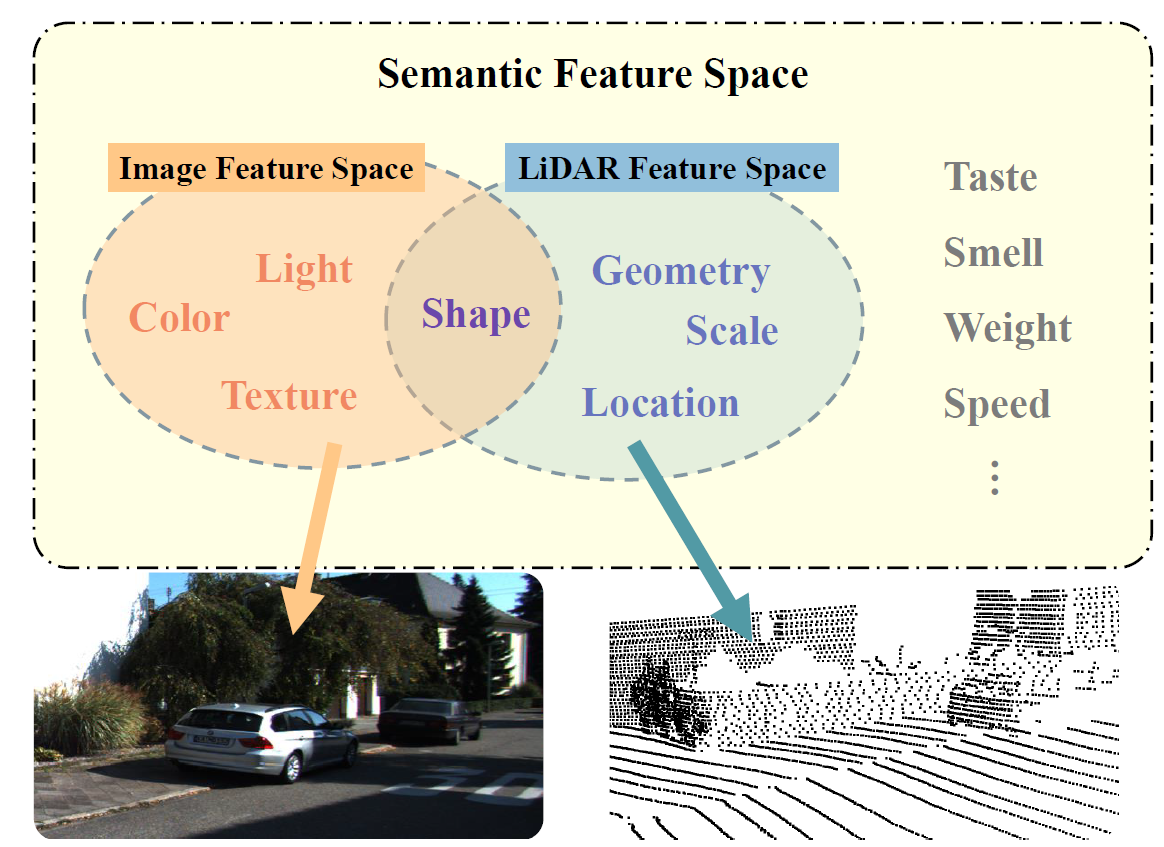 Semantic Feature Space
Image Feature Space
LiDAR Feature Space
Light
Color
Texture
Shape
Geometry
Scale
Location
Taste
Smell
Weight
Speed
⋮
30